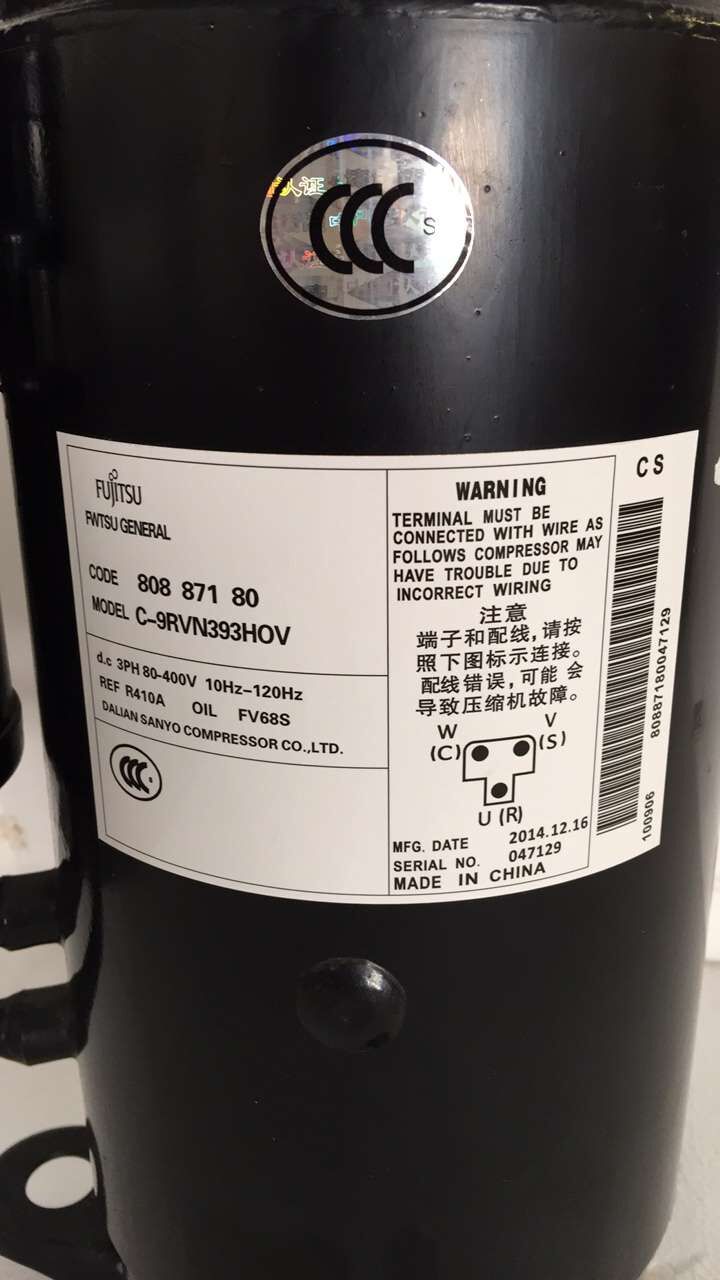 认证
CCC
S
FUJITSU
FWTSU GENERAL
CODE 808 871 80
MODEL C-9RVN393HOV
d.c 3PH 80-400V 10Hz-120Hz
REF R410A OIL FV68S
DALIAN SANYO COMPRESSOR CO.,LTD.
CCC
WARNING
TERMINAL MUST BE
CONNECTED WITH WIRE AS
FOLLOWS COMPRESSOR MAY
HAVE TROUBLE DUE TO
INCORRECT WIRING
注意
端子和配线,请按
照下图标示连接。
配线错误,可能 会
导致压缩机故障。
W V
(C) (S)
U (R)
MFG. DATE 2014.12.16
SERIAL NO. 047129
MADE IN CHINA
CS
80887180047129
100906